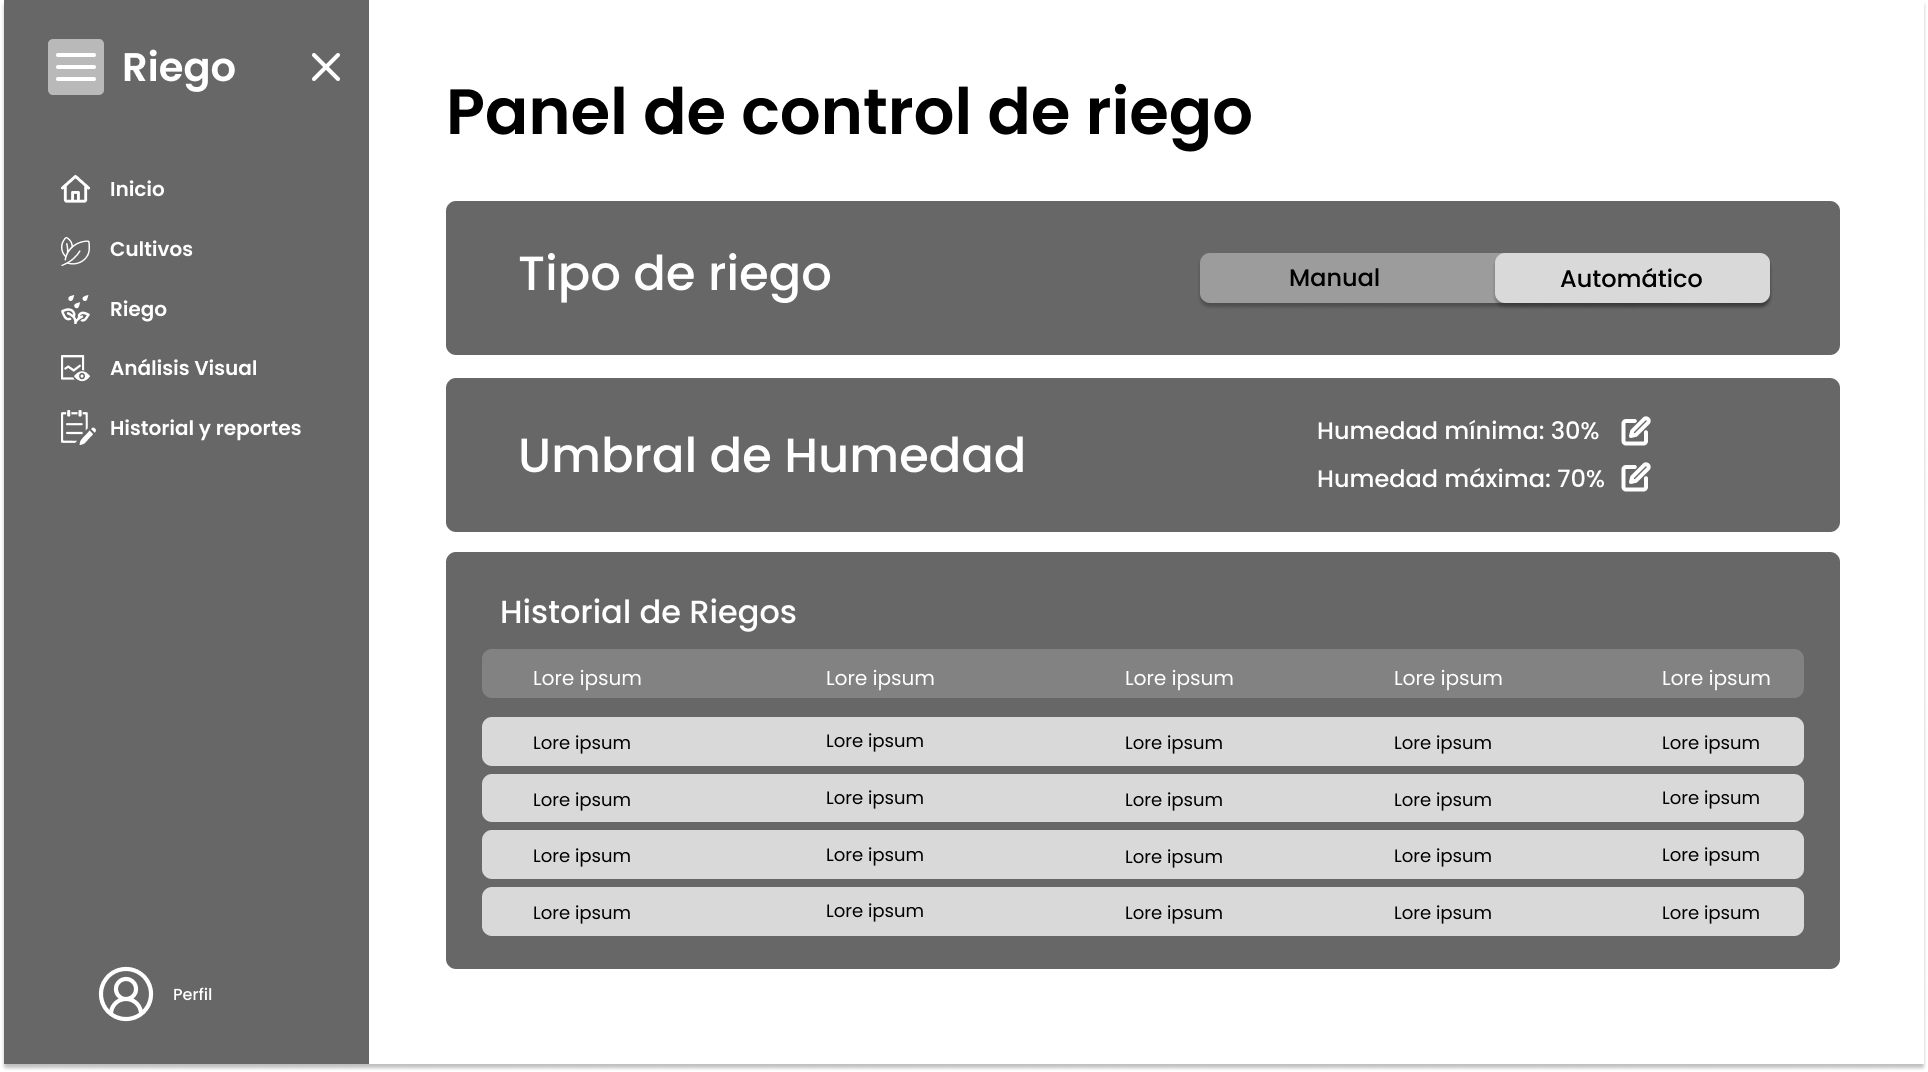 Riego
Inicio
Cultivos
Riego
Análisis Visual
Historial y reportes
Perfil
Panel de control de riego
Tipo de riego
Manual Automático
Umbral de Humedad
Humedad mínima: 30%
Humedad máxima: 70%
Historial de Riegos
Lore ipsum Lore ipsum Lore ipsum Lore ipsum Lore ipsum
Lore ipsum Lore ipsum Lore ipsum Lore ipsum Lore ipsum
Lore ipsum Lore ipsum Lore ipsum Lore ipsum Lore ipsum
Lore ipsum Lore ipsum Lore ipsum Lore ipsum Lore ipsum
Lore ipsum Lore ipsum Lore ipsum Lore ipsum Lore ipsum